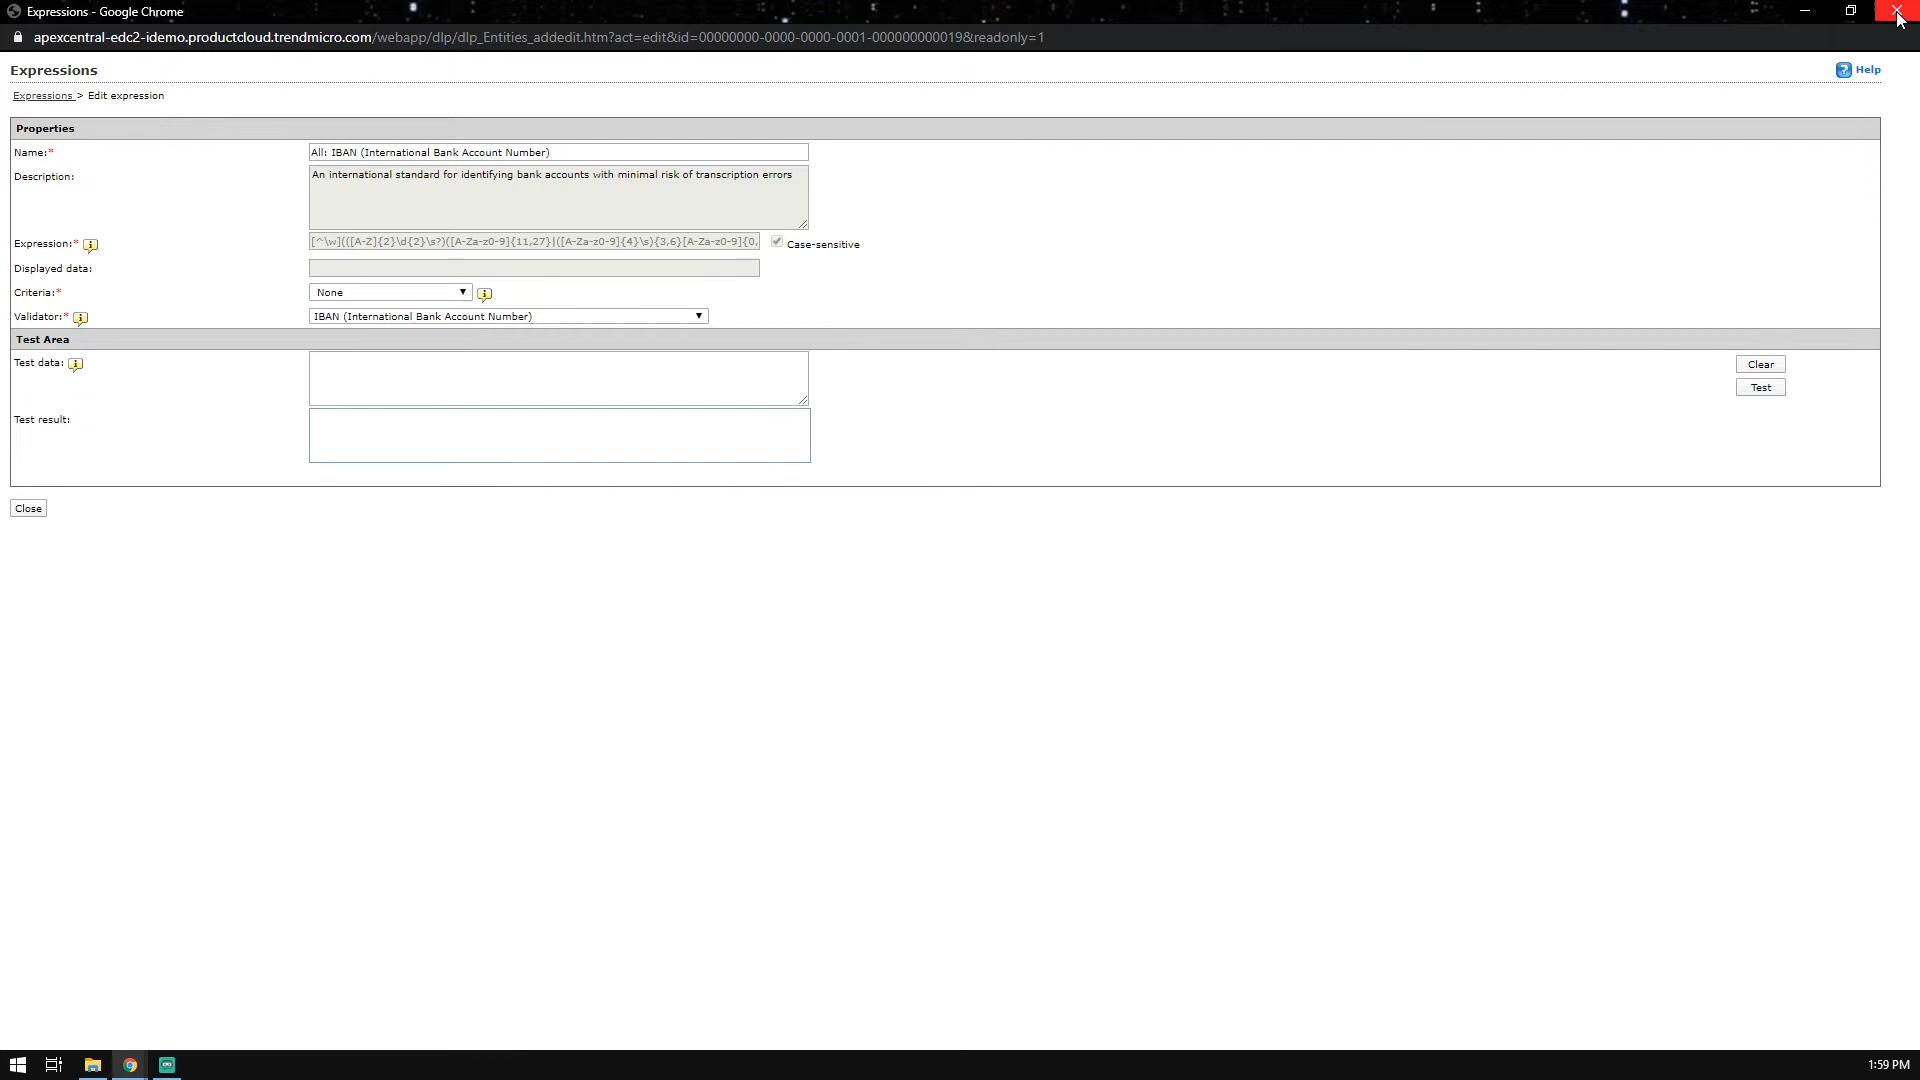 Expressions - Google Chrome
apexcentral-edc2-idemo.productcloud.trendmicro.com/webapp/dlp/dlp_Entities_addedit.htm?act=edit&id=00000000-0000-0000-0001-000000000019&readonly=1
Expressions
Help
Expressions > Edit expression
Properties
Name:* All: IBAN (International Bank Account Number)
Description: An international standard for identifying bank accounts with minimal risk of transcription errors
Expression:* [^\w](([A-Z]{2}\d{2}\s?)([A-Za-z0-9]{11,27}|([A-Za-z0-9]{4}\s){3,6}[A-Za-z0-9]{0, Case-sensitive
Displayed data:
Criteria:* None
Validator:* IBAN (International Bank Account Number)
Test Area
Test data: Clear
Test
Test result:
Close
1:59 PM